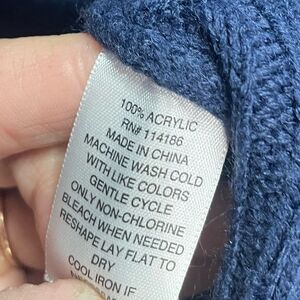 100% ACRYLIC
RN# 114186
MADE IN CHINA
MACHINE WASH COLD
WITH LIKE COLORS
GENTLE CYCLE
ONLY NON-CHLORINE
BLEACH WHEN NEEDED
RESHAPE LAY FLAT TO
DRY
COOL IRON IF